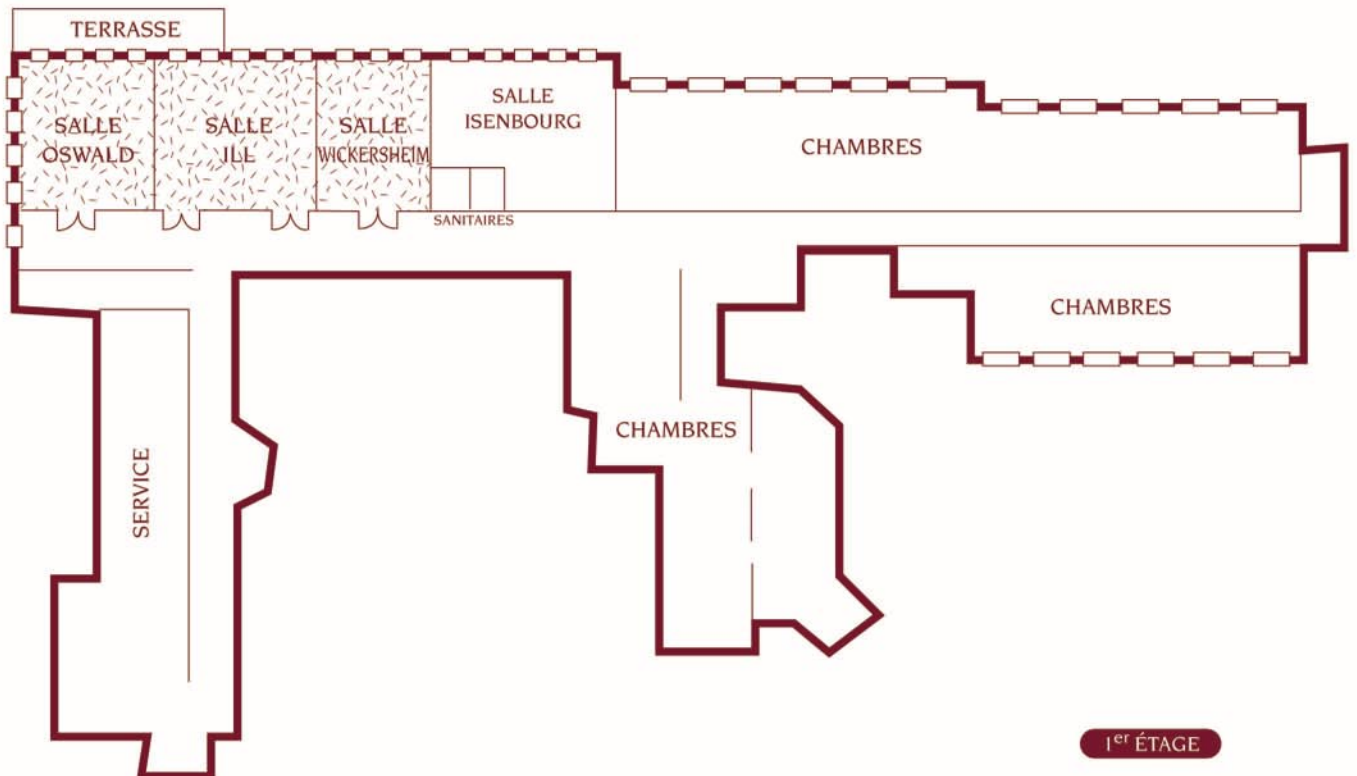 TERRASSE
SALLE
OSWALD
SALLE
ILL
SALLE
WICKERSHEIM
SALLE
ISENBOURG
SANITAIRES
CHAMBRES
CHAMBRES
CHAMBRES
SERVICE
1er ÉTAGE